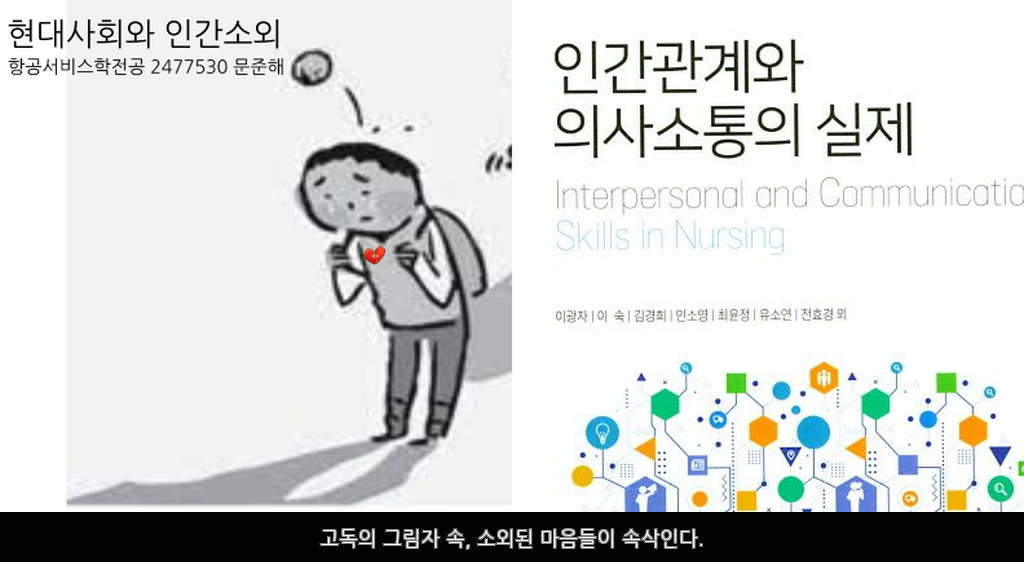 현대사회와 인간소외
항공서비스학전공 2477530 문준해
인간관계와
의사소통의 실제
Interpersonal and Communicatio
Skills in Nursing
이광자 | 이 숙 | 김경희 | 민소영 | 최윤정 | 유소연 | 전효경 외
고독의 그림자 속, 소외된 마음들이 속삭인다.